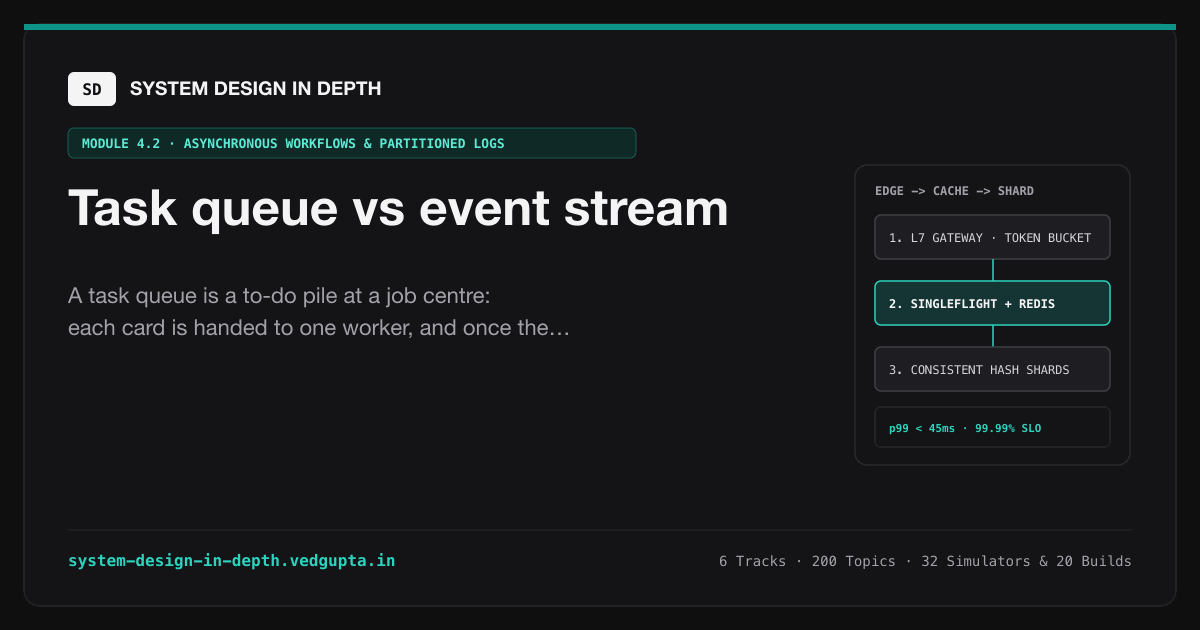 SD
SYSTEM DESIGN IN DEPTH
MODULE 4.2 · ASYNCHRONOUS WORKFLOWS & PARTITIONED LOGS
Task queue vs event stream
A task queue is a to-do pile at a job centre:
each card is handed to one worker, and once the…
EDGE –> CACHE –> SHARD
1. L7 GATEWAY · TOKEN BUCKET
2. SINGLEFLIGHT + REDIS
3. CONSISTENT HASH SHARDS
p99 < 45ms · 99.99% SLO
system-design-in-depth.vedgupta.in
6 Tracks · 200 Topics · 32 Simulators & 20 Builds